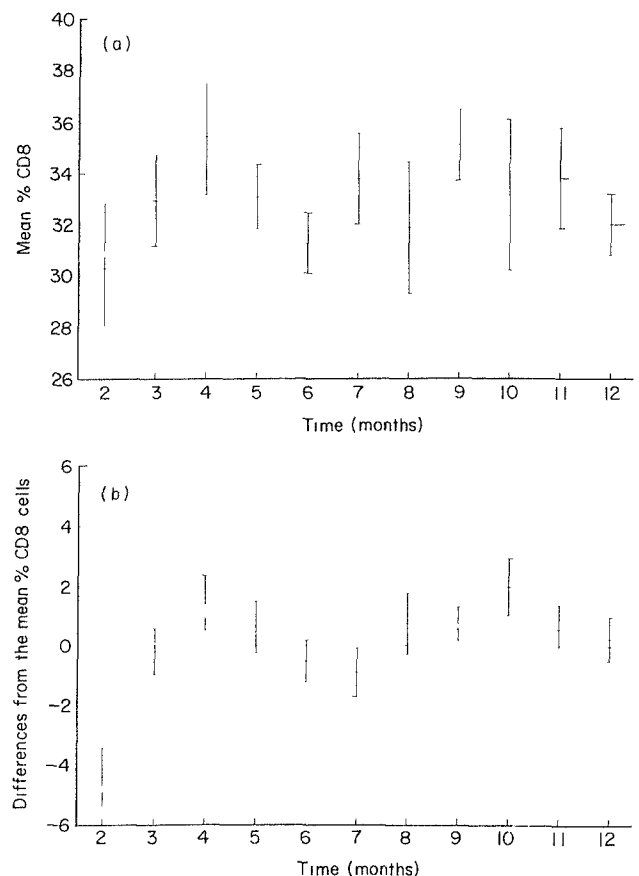 (a)
Mean % CD8
40
38
36
34
32
30
28
26
2 3 4 5 6 7 8 9 10 11 12
Time (months)
(b)
Differences from the mean % CD8 cells
6
4
2
0
-2
-4
-6
2 3 4 5 6 7 8 9 10 11 12
Time (months)